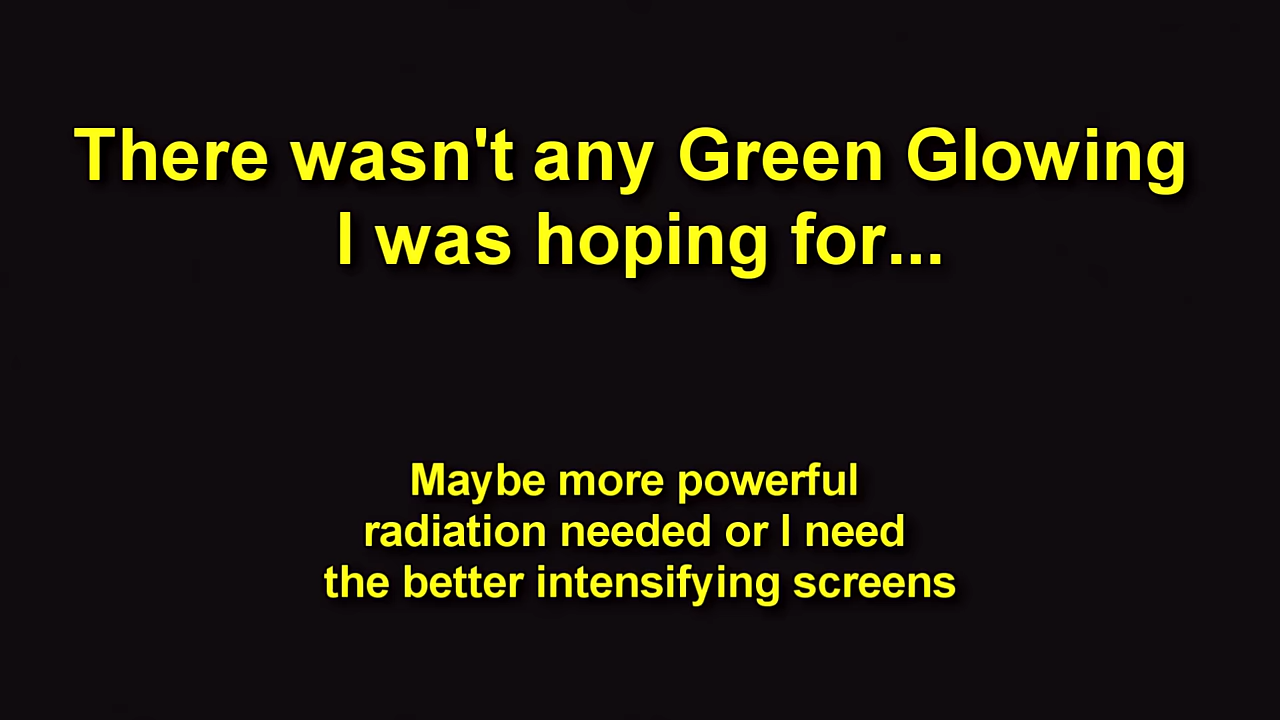 There wasn't any Green Glowing
I was hoping for...
Maybe more powerful
radiation needed or I need
the better intensifying screens